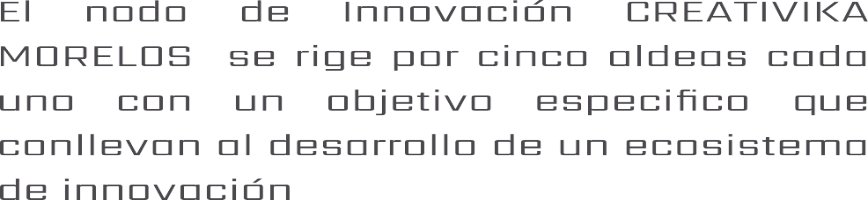 El nodo de Innovación CREATIVIKA
MORELOS se rige por cinco aldeas cada
uno con un objetivo especifico que
conllevan al desarrollo de un ecosistema
de innovación